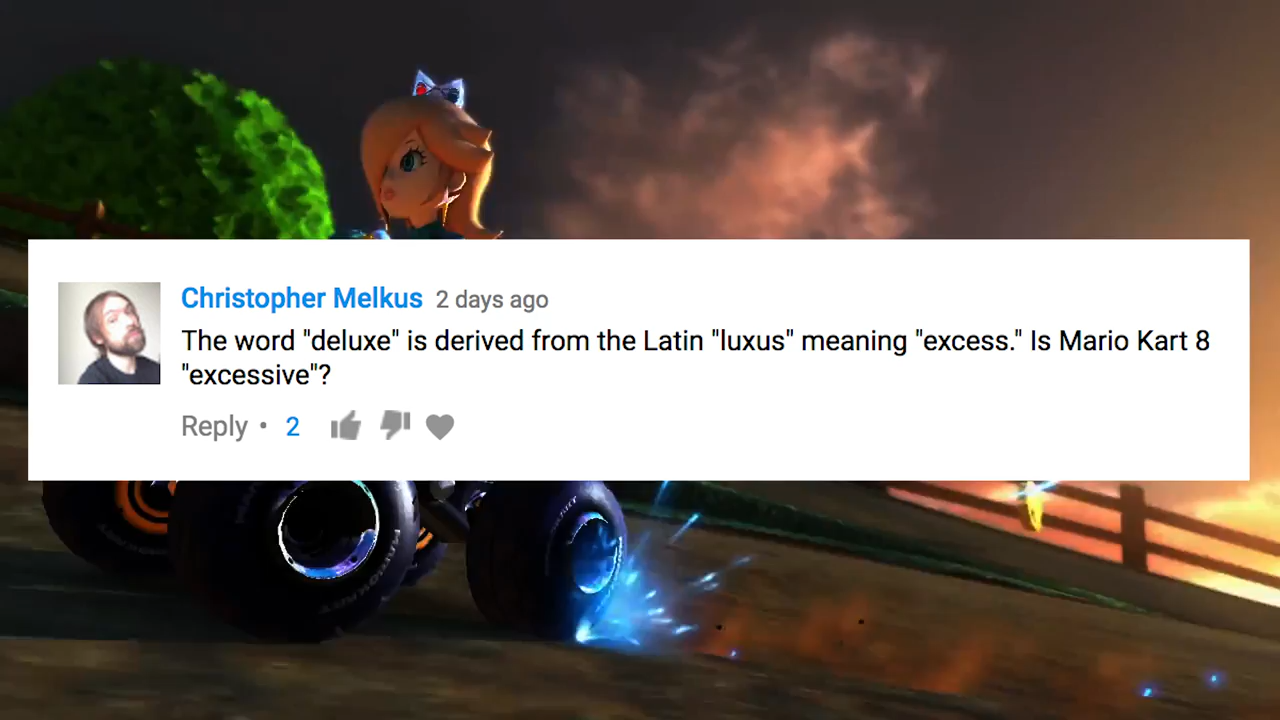 Christopher Melkus 2 days ago
The word "deluxe" is derived from the Latin "luxus" meaning "excess." Is Mario Kart 8
"excessive"?
Reply • 2
MARIOKART